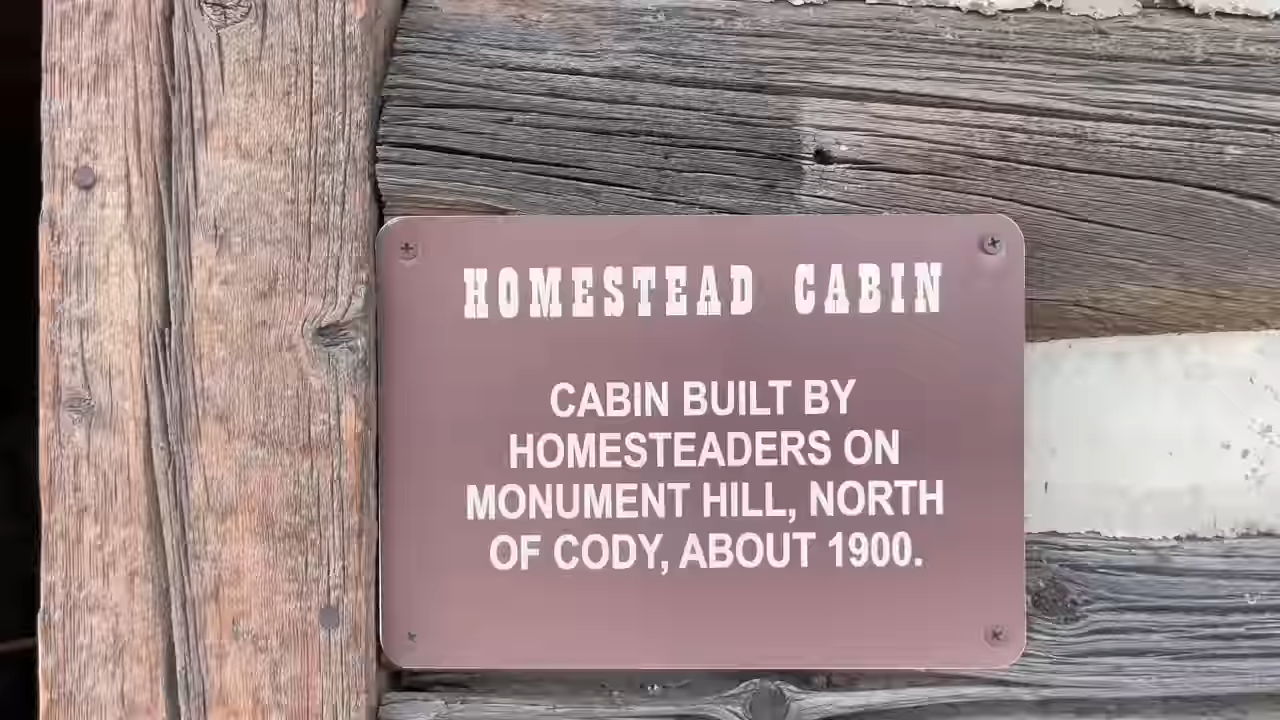 HOMESTEAD CABIN
CABIN BUILT BY
HOMESTEADERS ON
MONUMENT HILL, NORTH
OF CODY, ABOUT 1900.